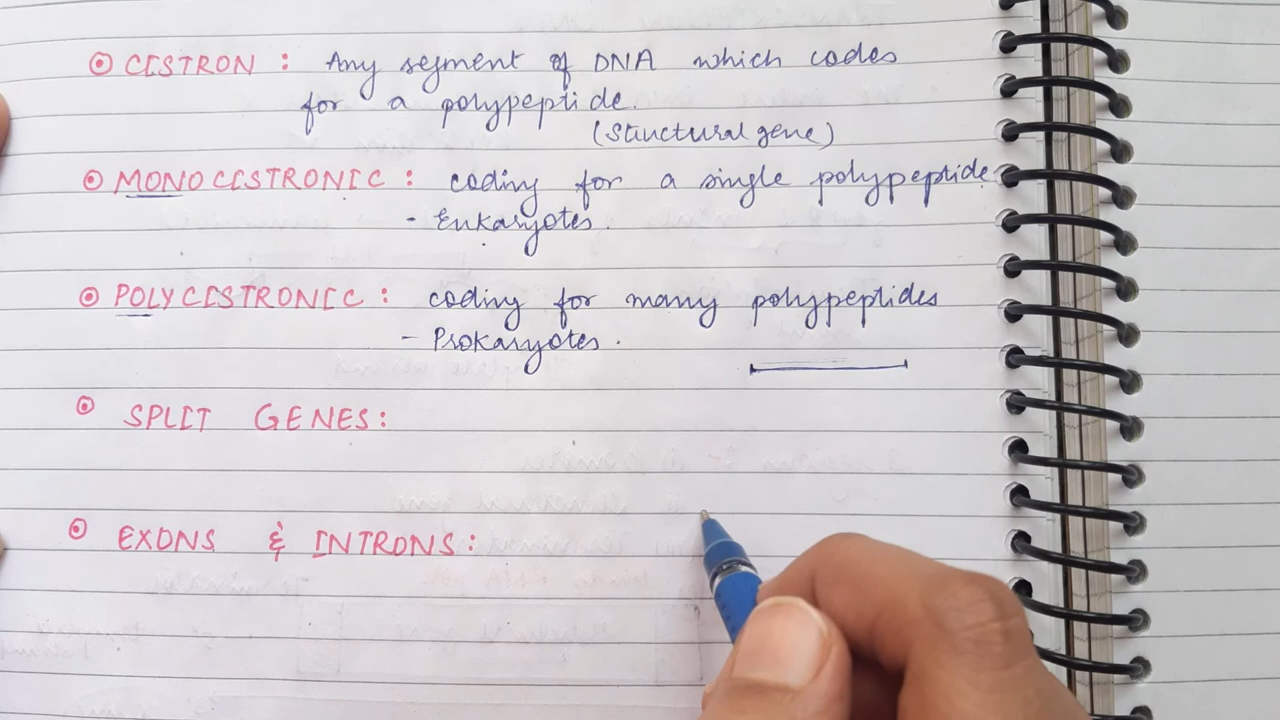 CISTRON : Any segment of DNA which codes
for a polypeptide.
(Structural gene)
MONOCISTRONIC : coding for a single polypeptide.
- Eukaryotes.
POLYCISTRONIC : coding for many polypeptides
- Prokaryotes.
SPLIT GENES:
EXONS & INTRONS: